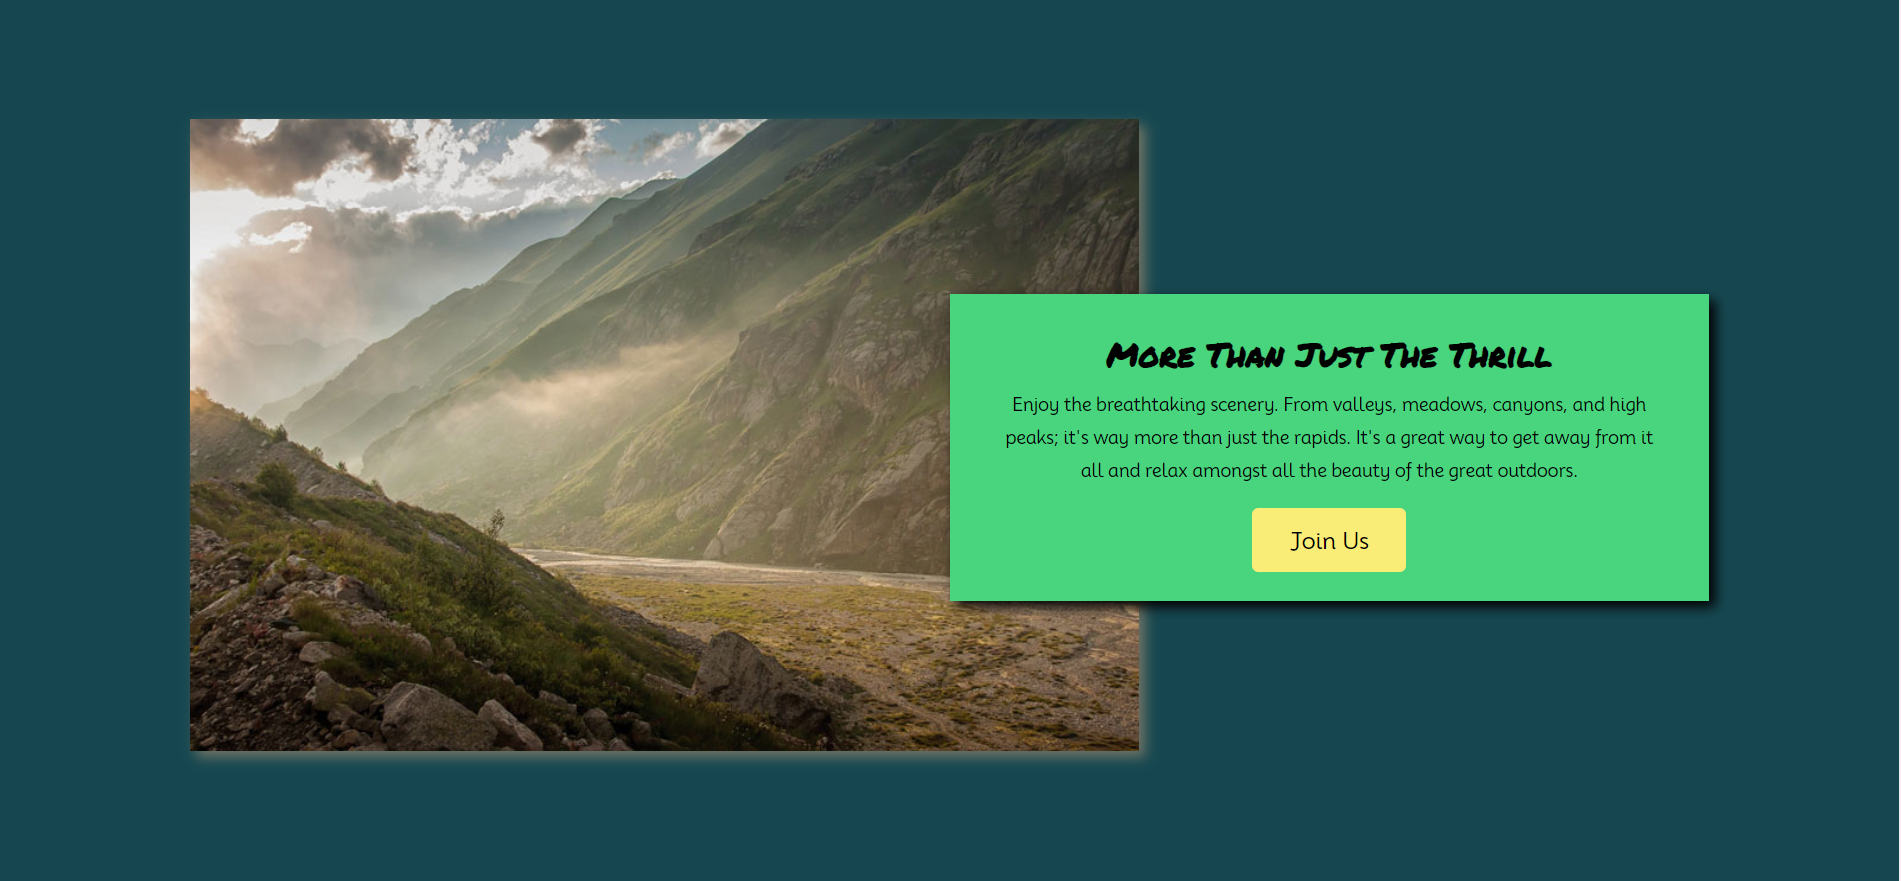 More Than Just The Thrill
Enjoy the breathtaking scenery. From valleys, meadows, canyons, and high
peaks; it's way more than just the rapids. It's a great way to get away from it
all and relax amongst all the beauty of the great outdoors.
Join Us